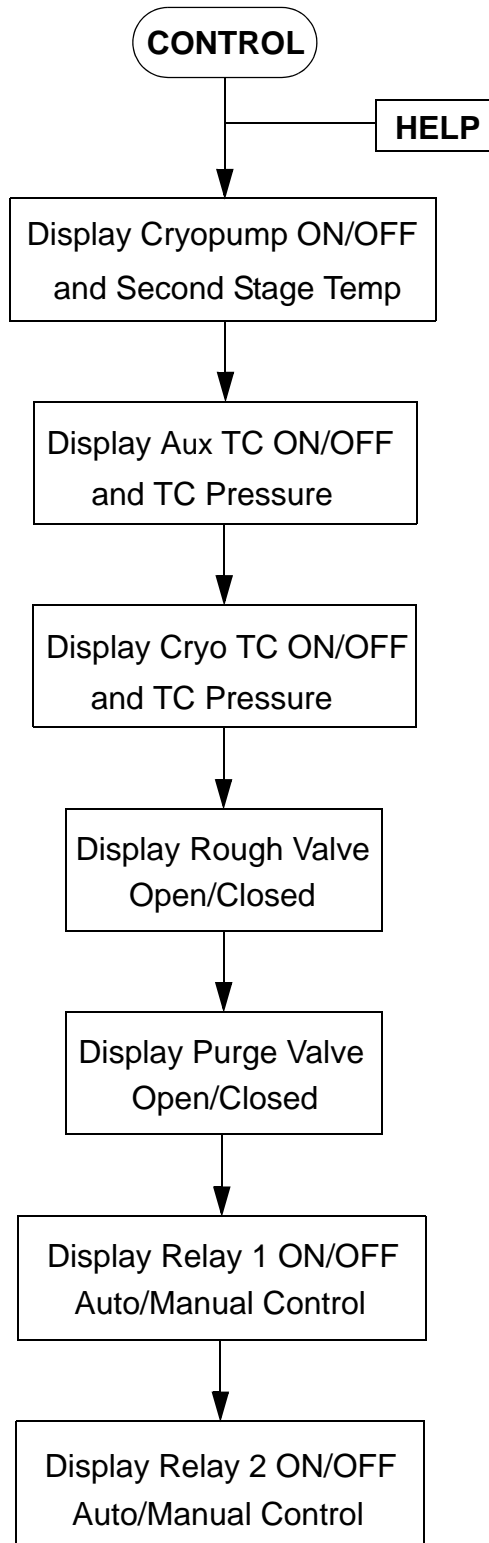 CONTROL
HELP
Display Cryopump ON/OFF
and Second Stage Temp
Display Aux TC ON/OFF
and TC Pressure
Display Cryo TC ON/OFF
and TC Pressure
Display Rough Valve
Open/Closed
Display Purge Valve
Open/Closed
Display Relay 1 ON/OFF
Auto/Manual Control
Display Relay 2 ON/OFF
Auto/Manual Control